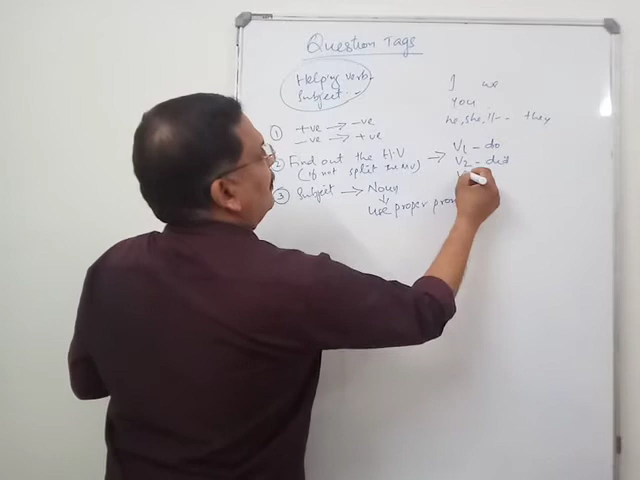 Question Tags
Helping verb
Subject
I we
you
he, she, it -- they
① +ve → -ve
-ve → +ve
② Find out the H.V → V1 - do
(if not split the MV) V2 - did
③ Subject → Noun
↓
use proper pron